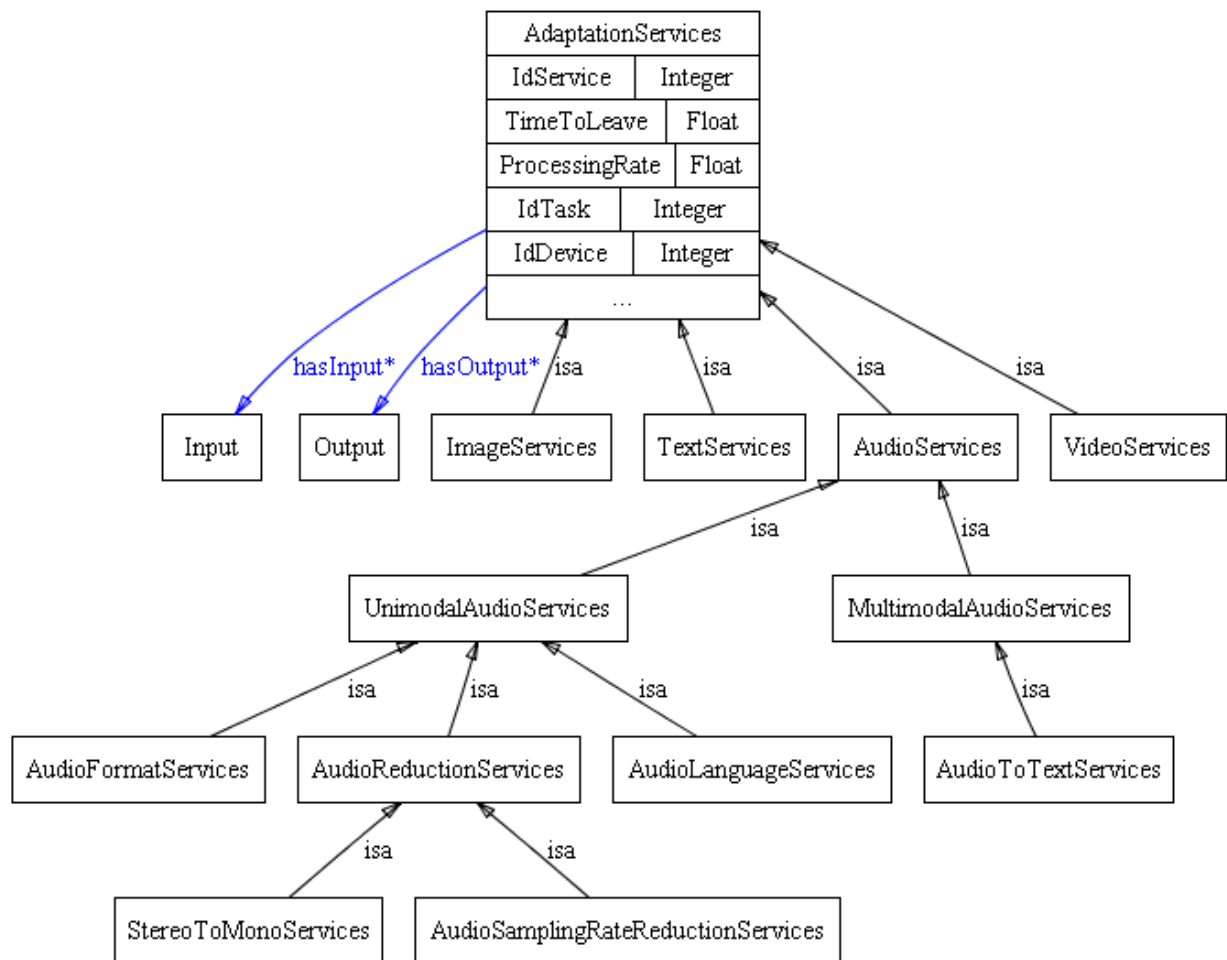 AdaptationServices
IdService Integer
TimeToLeave Float
ProcessingRate Float
IdTask Integer
IdDevice Integer
...
hasInput* hasOutput* isa isa isa isa
Input Output ImageServices TextServices AudioServices VideoServices
isa isa
UnimodalAudioServices MultimodalAudioServices
isa isa isa isa
AudioFormatServices AudioReductionServices AudioLanguageServices AudioToTextServices
isa isa
StereoToMonoServices AudioSamplingRateReductionServices